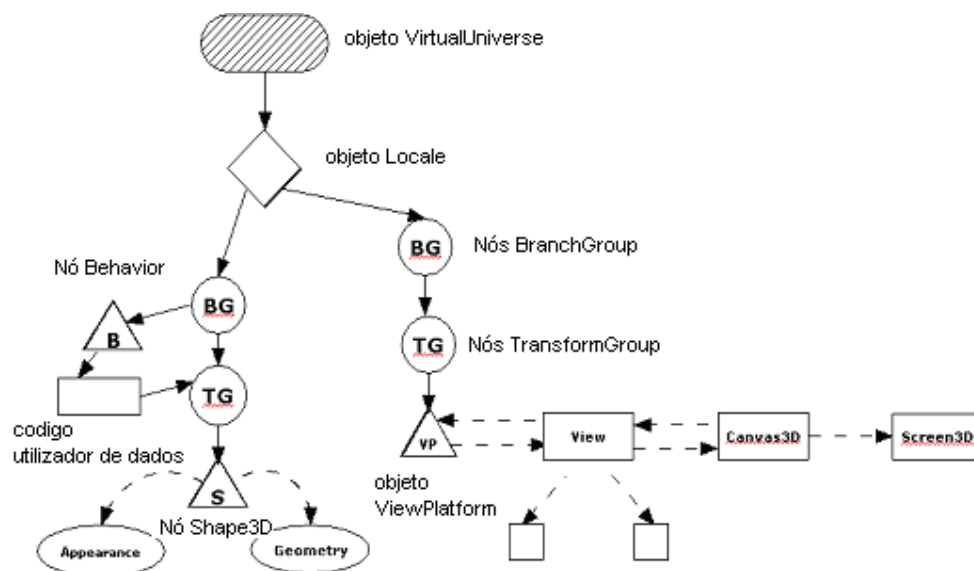 objeto VirtualUniverse
objeto Locale
BG
Nós BranchGroup
Nó Behavior
BG
B
TG
Nós TransformGroup
TG
VP
View
Canvas3D
Screen3D
codigo
utilizador de dados
objeto
ViewPlatform
S
Nó Shape3D
Appearance
Geometry